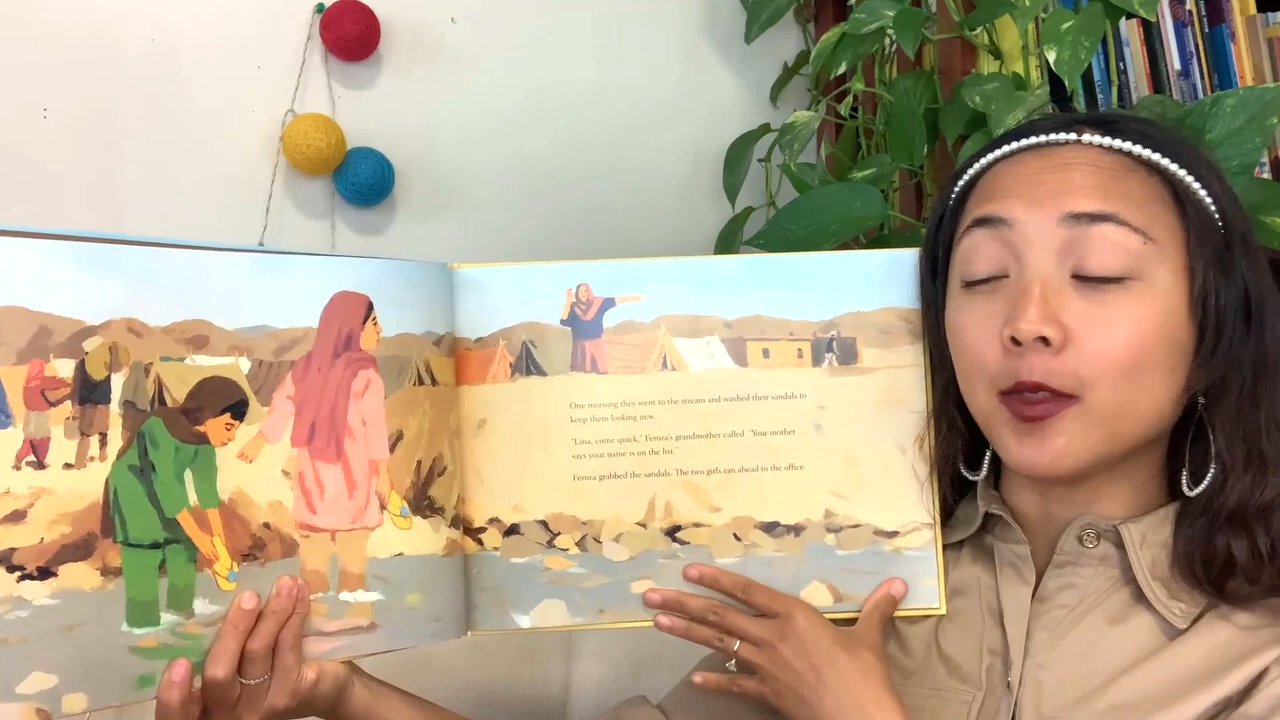 One morning they went to the stream and washed their sandals to
keep them looking new.
"Lina, come quick," Feroza's grandmother called. "Your mother
says your name is on the list."
Feroza grabbed the sandals. The two girls ran ahead to the office